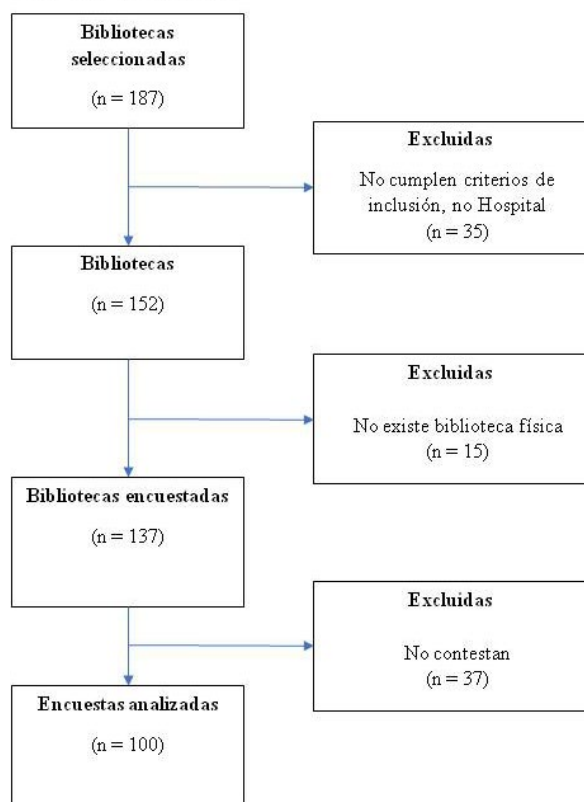 Bibliotecas
seleccionadas
(n = 187)
Excluidas
No cumplen criterios de
inclusión, no Hospital
(n = 35)
Bibliotecas
(n = 152)
Excluidas
No existe biblioteca física
(n = 15)
Bibliotecas encuestadas
(n = 137)
Excluidas
No contestan
(n = 37)
Encuestas analizadas
(n = 100)